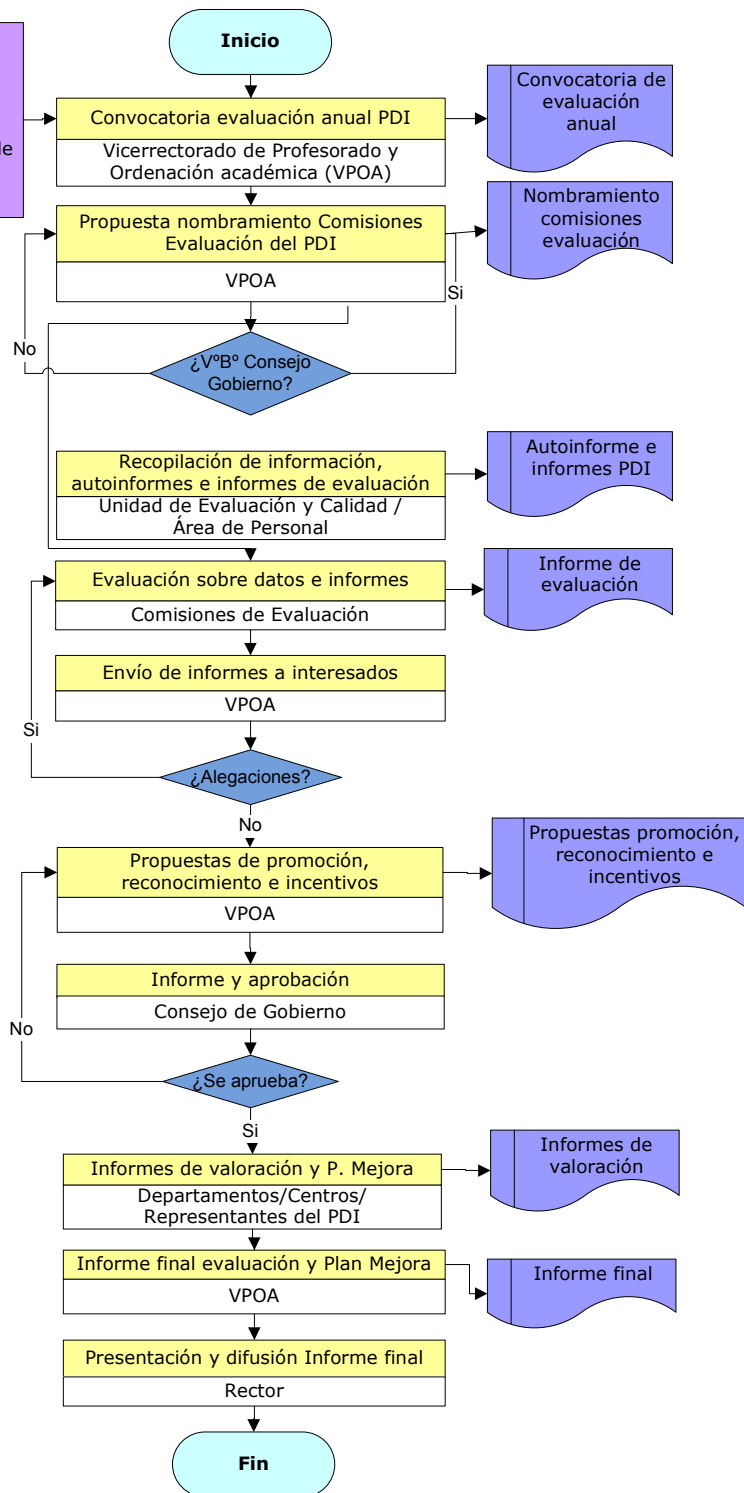 Inicio
Convocatoria de
evaluación
anual
Convocatoria evaluación anual PDI
de
Vicerrectorado de Profesorado y
Ordenación académica (VPOA)
Nombramiento
comisiones
evaluación
Propuesta nombramiento Comisiones
Evaluación del PDI
VPOA
Si
No
¿VºBº Consejo
Gobierno?
Recopilación de información,
autoinformes e informes de evaluación
Autoinforme e
informes PDI
Unidad de Evaluación y Calidad /
Área de Personal
Evaluación sobre datos e informes
Informe de
evaluación
Comisiones de Evaluación
Envío de informes a interesados
VPOA
Si
¿Alegaciones?
No
Propuestas de promoción,
reconocimiento e incentivos
Propuestas promoción,
reconocimiento e
incentivos
VPOA
Informe y aprobación
Consejo de Gobierno
No
¿Se aprueba?
Si
Informes de valoración y P. Mejora
Informes de
valoración
Departamentos/Centros/
Representantes del PDI
Informe final evaluación y Plan Mejora
Informe final
VPOA
Presentación y difusión Informe final
Rector
Fin